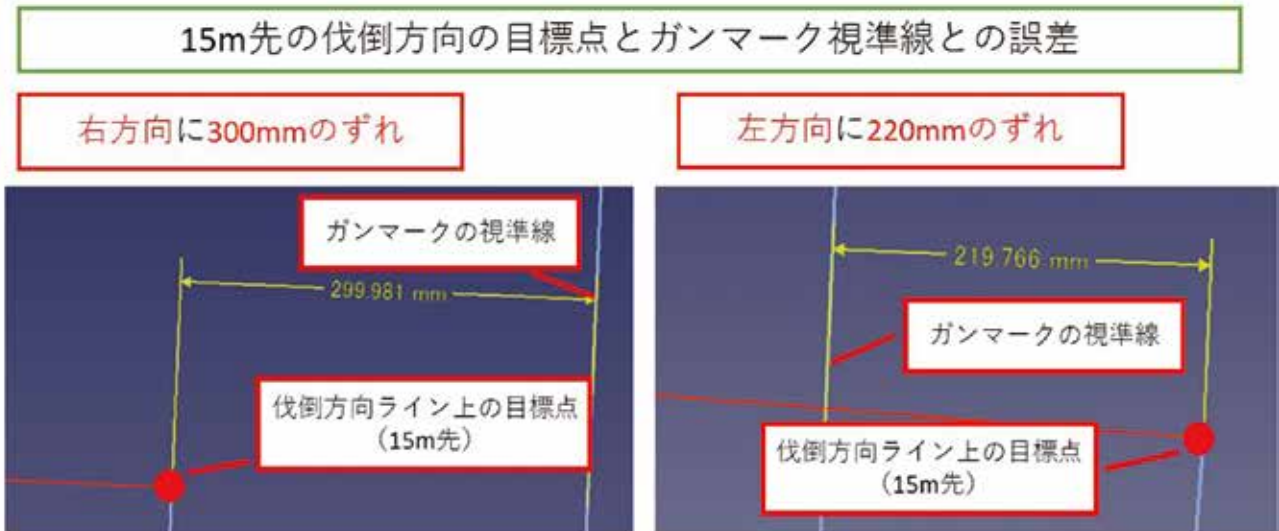 15m先の伐倒方向の目標点とガンマーク視準線との誤差
右方向に300mmのずれ
左方向に220mmのずれ
ガンマークの視準線
299.981 mm
伐倒方向ライン上の目標点
（15m先）
219.766 mm
ガンマークの視準線
伐倒方向ライン上の目標点
（15m先）